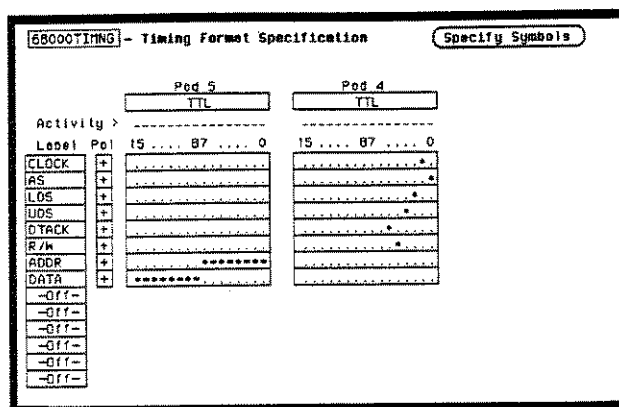 68000TIMNG - Timing Format Specification Specify Symbols
Pod 5 Pod 4
TTL TTL
Activity > ---------------- ----------------
Label Pol 15 .... 87 .... 0 15 .... 87 .... 0
CLOCK + ................ ..............*.
AS + ................ ...............*
LDS + ................ .............*..
UDS + ................ ............*...
DTACK + ................ ..........*.....
R/W + ................ ...........*....
ADDR + ........******** ................
DATA + ********........ ................
-Off-
-Off-
-Off-
-Off-
-Off-
-Off-